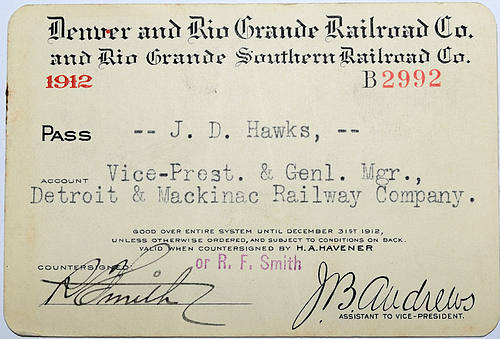 Denver and Rio Grande Railroad Co.
and Rio Grande Southern Railroad Co.
1912 B2992
PASS -- J. D. Hawks, --
ACCOUNT Vice-Prest. & Genl. Mgr.,
Detroit & Mackinac Railway Company.
GOOD OVER ENTIRE SYSTEM UNTIL DECEMBER 31ST 1912,
UNLESS OTHERWISE ORDERED, AND SUBJECT TO CONDITIONS ON BACK.
VALID WHEN COUNTERSIGNED BY H. A. HAVENER
or R. F. Smith
COUNTERSIGNED
R F Smith
J B Andrews
ASSISTANT TO VICE-PRESIDENT.